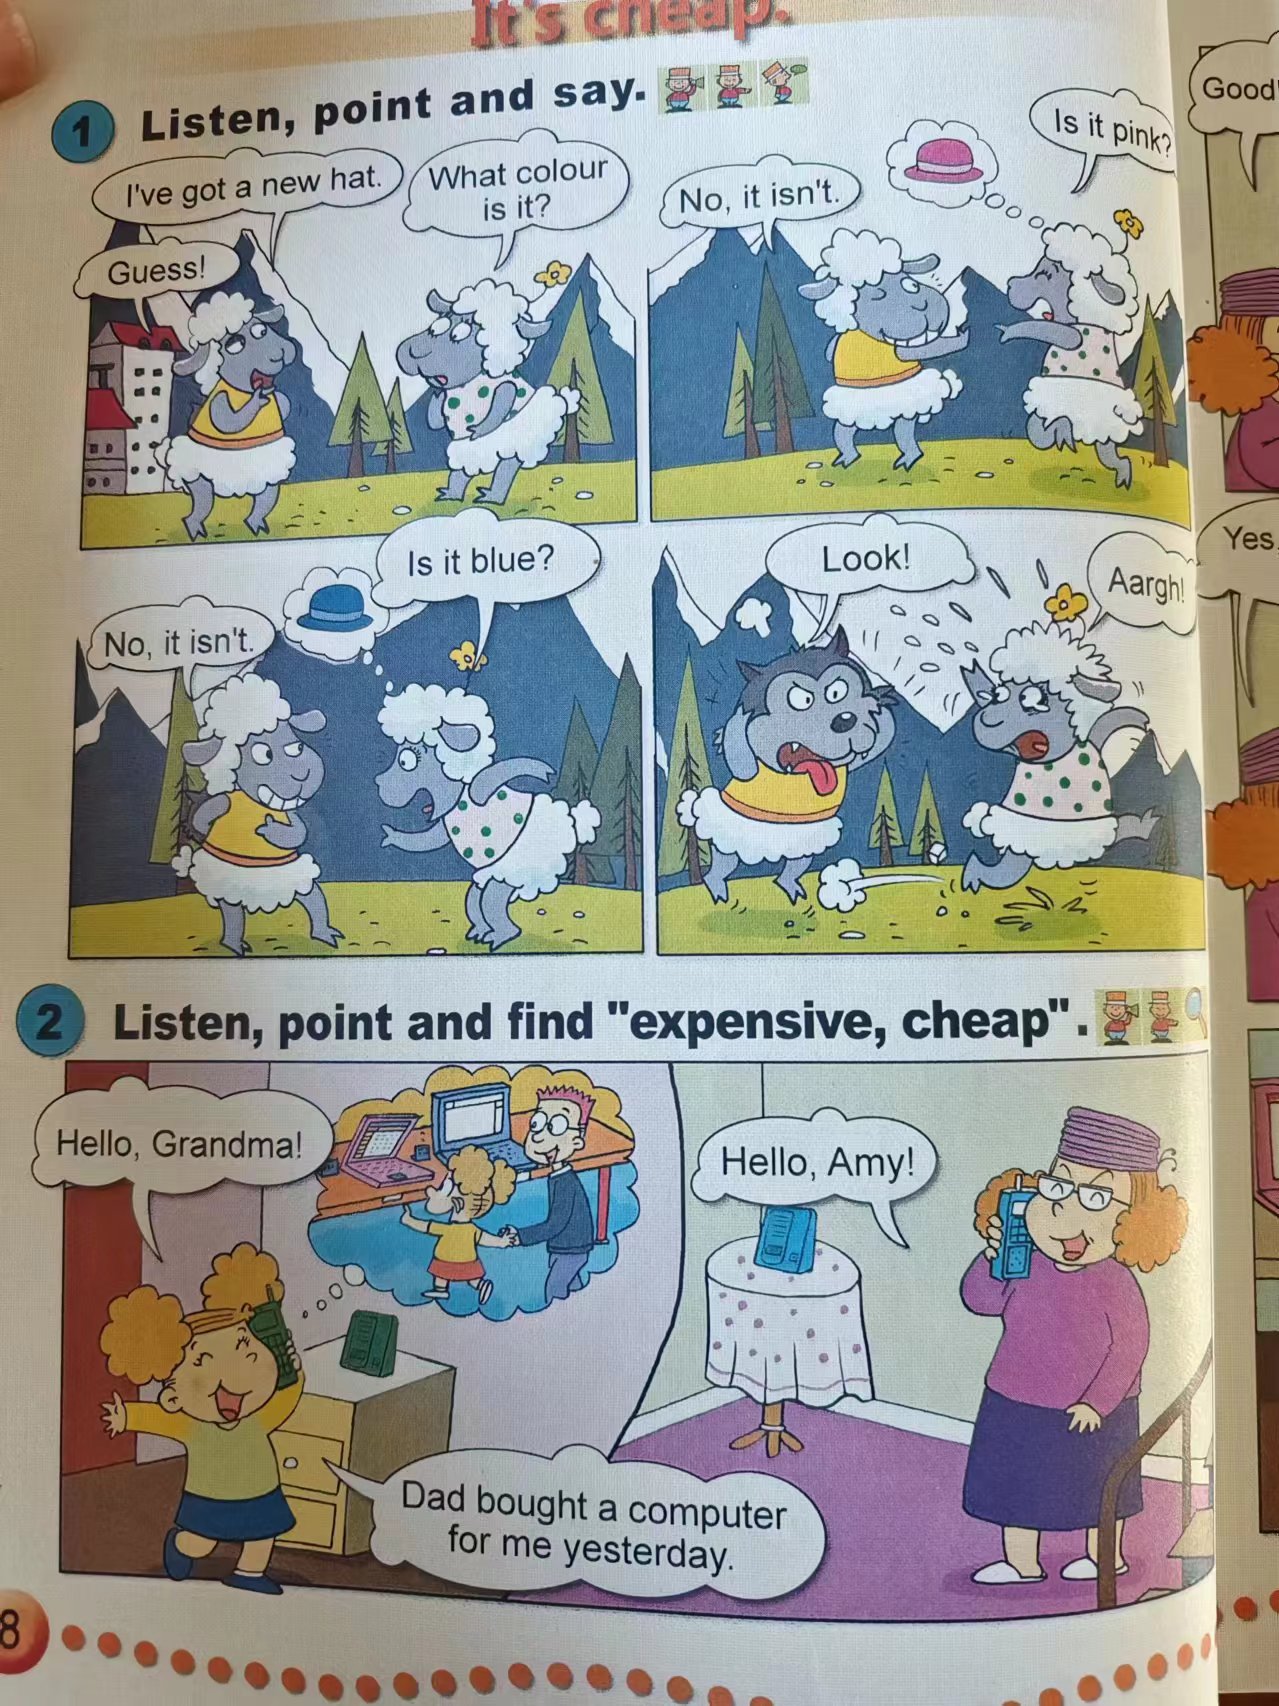 It's cheap.
1 Listen, point and say.
I've got a new hat.
What colour
is it?
Guess!
Is it pink?
No, it isn't.
Is it blue?
No, it isn't.
Look!
Aargh!
2 Listen, point and find "expensive, cheap".
Hello, Grandma!
Hello, Amy!
Dad bought a computer
for me yesterday.
8
Good
Yes